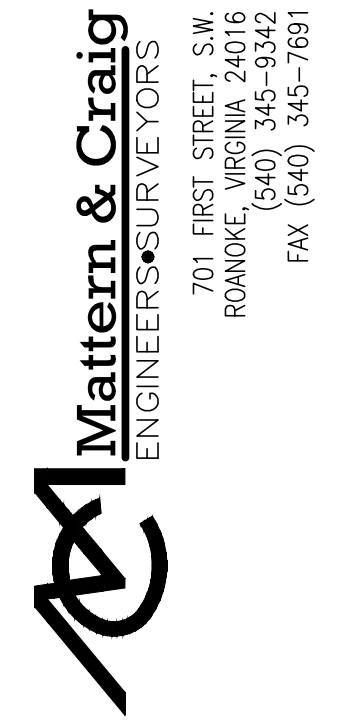 Mattern & Craig
ENGINEERS•SURVEYORS
701 FIRST STREET, S.W.
ROANOKE, VIRGINIA 24016
(540) 345-9342
FAX (540) 345-7691